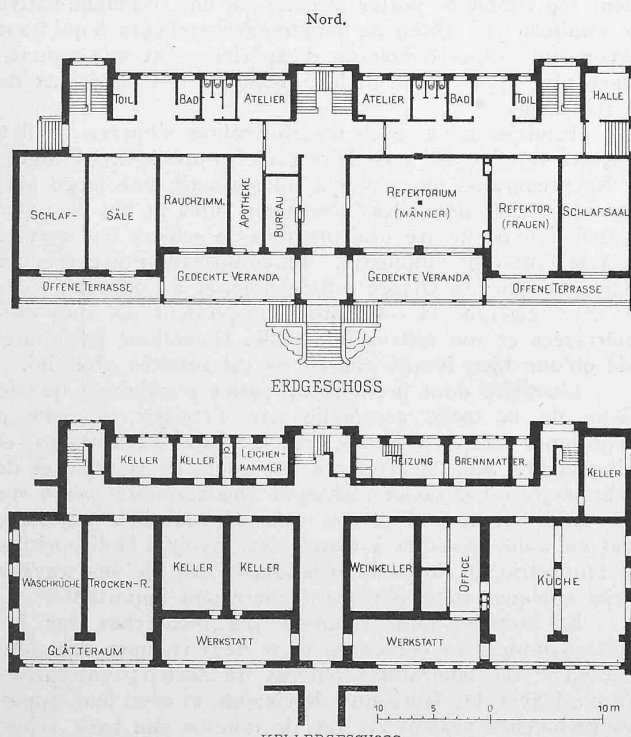 Nord.
TOIL. BAD ATELIER ATELIER BAD TOIL. HALLE
SCHLAF- SÄLE RAUCHZIMM. APOTHEKE BUREAU REFEKTORIUM (MÄNNER) REFEKTOR. (FRAUEN) SCHLAFSAAL
OFFENE TERRASSE GEDECKTE VERANDA GEDECKTE VERANDA OFFENE TERRASSE
ERDGESCHOSS
KELLER KELLER LEICHEN-KAMMER HEIZUNG BRENNMATER. KELLER
WASCHKÜCHE TROCKEN-R. KELLER KELLER WEINKELLER OFFICE KÜCHE
GLÄTTERAUM WERKSTATT WERKSTATT
10 5 0 10 m
KELLERGESCHOSS